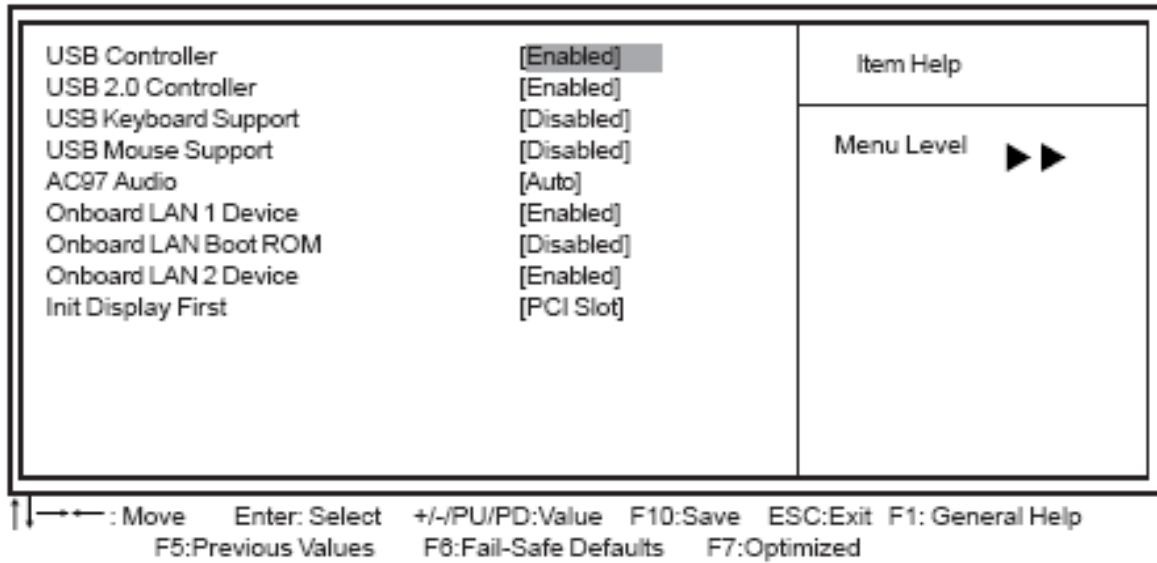 USB Controller [Enabled]
USB 2.0 Controller [Enabled]
USB Keyboard Support [Disabled]
USB Mouse Support [Disabled]
AC97 Audio [Auto]
Onboard LAN 1 Device [Enabled]
Onboard LAN Boot ROM [Disabled]
Onboard LAN 2 Device [Enabled]
Init Display First [PCI Slot]
Item Help
Menu Level ▶▶
↑↓→←: Move Enter: Select +/-/PU/PD:Value F10:Save ESC:Exit F1: General Help
F5:Previous Values F6:Fail-Safe Defaults F7:Optimized